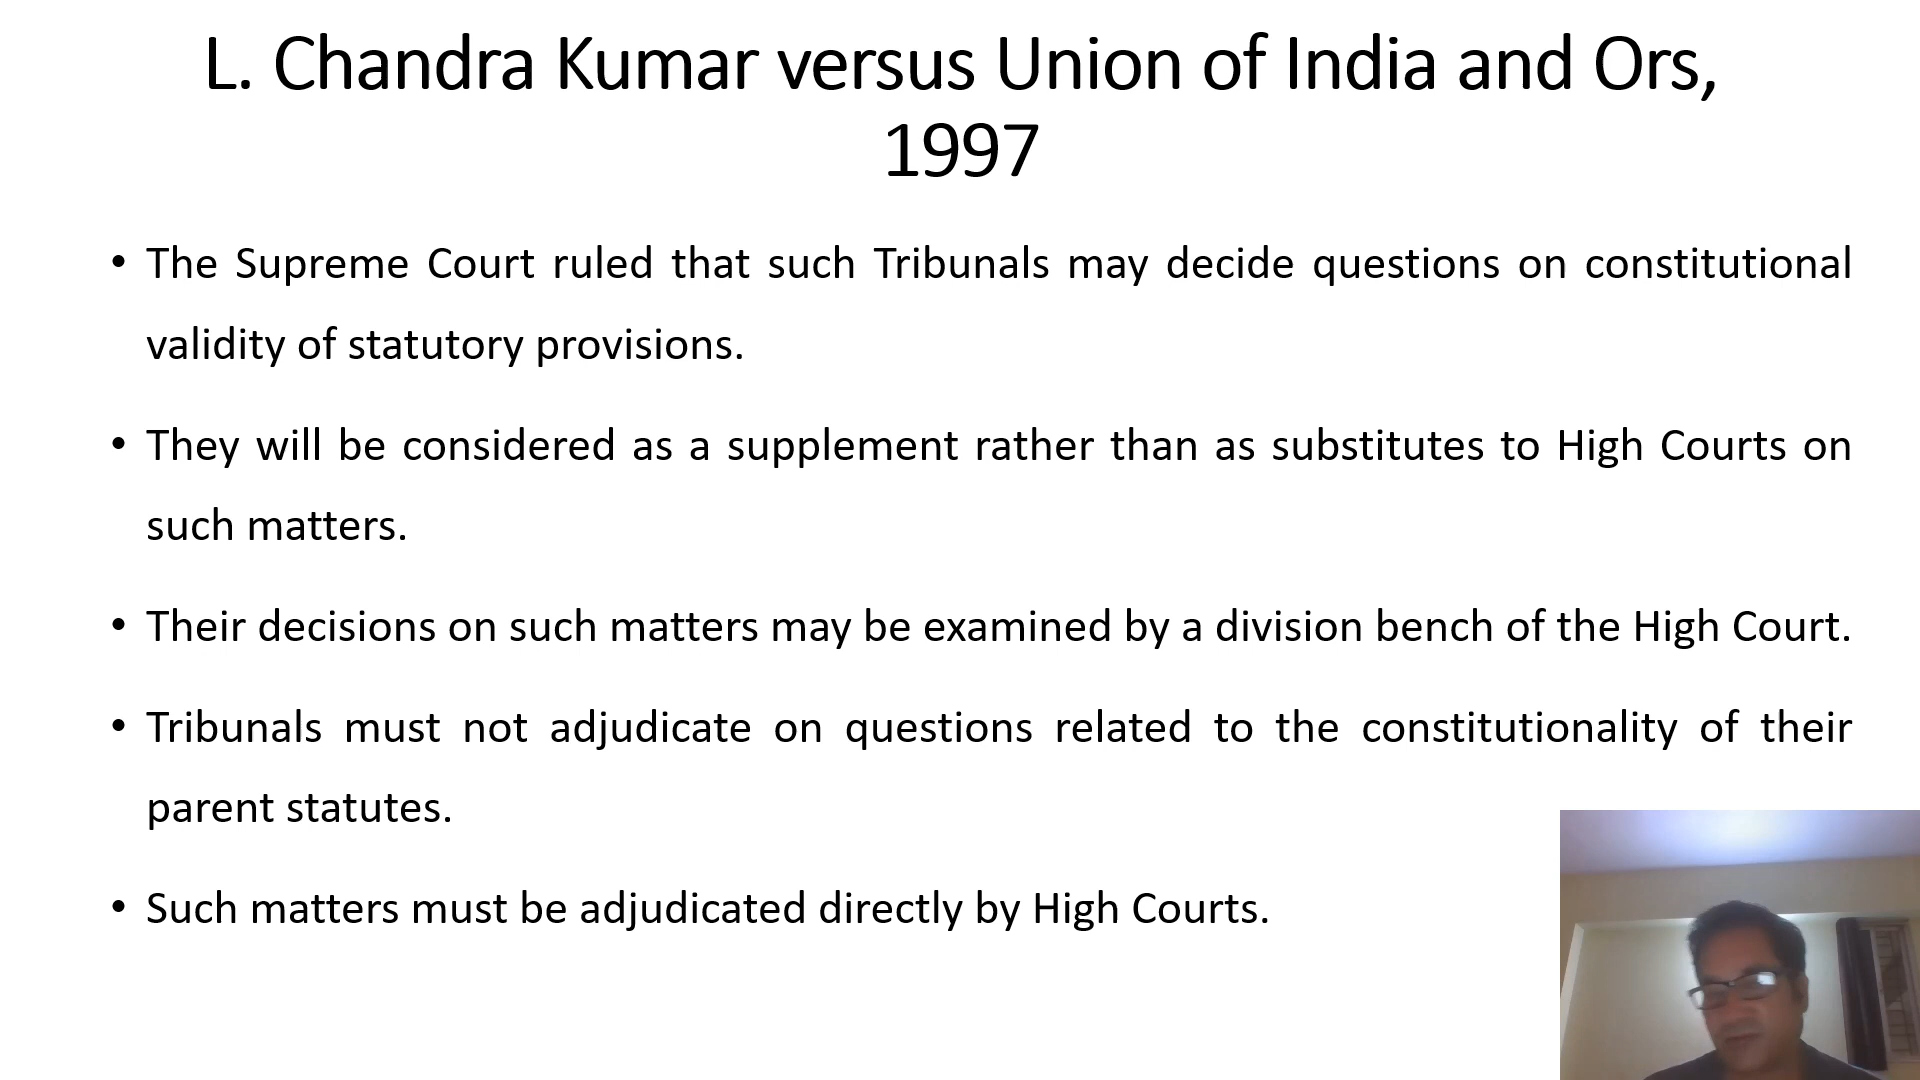 L. Chandra Kumar versus Union of India and Ors,
1997
• The Supreme Court ruled that such Tribunals may decide questions on constitutional
validity of statutory provisions.
• They will be considered as a supplement rather than as substitutes to High Courts on
such matters.
• Their decisions on such matters may be examined by a division bench of the High Court.
• Tribunals must not adjudicate on questions related to the constitutionality of their
parent statutes.
• Such matters must be adjudicated directly by High Courts.